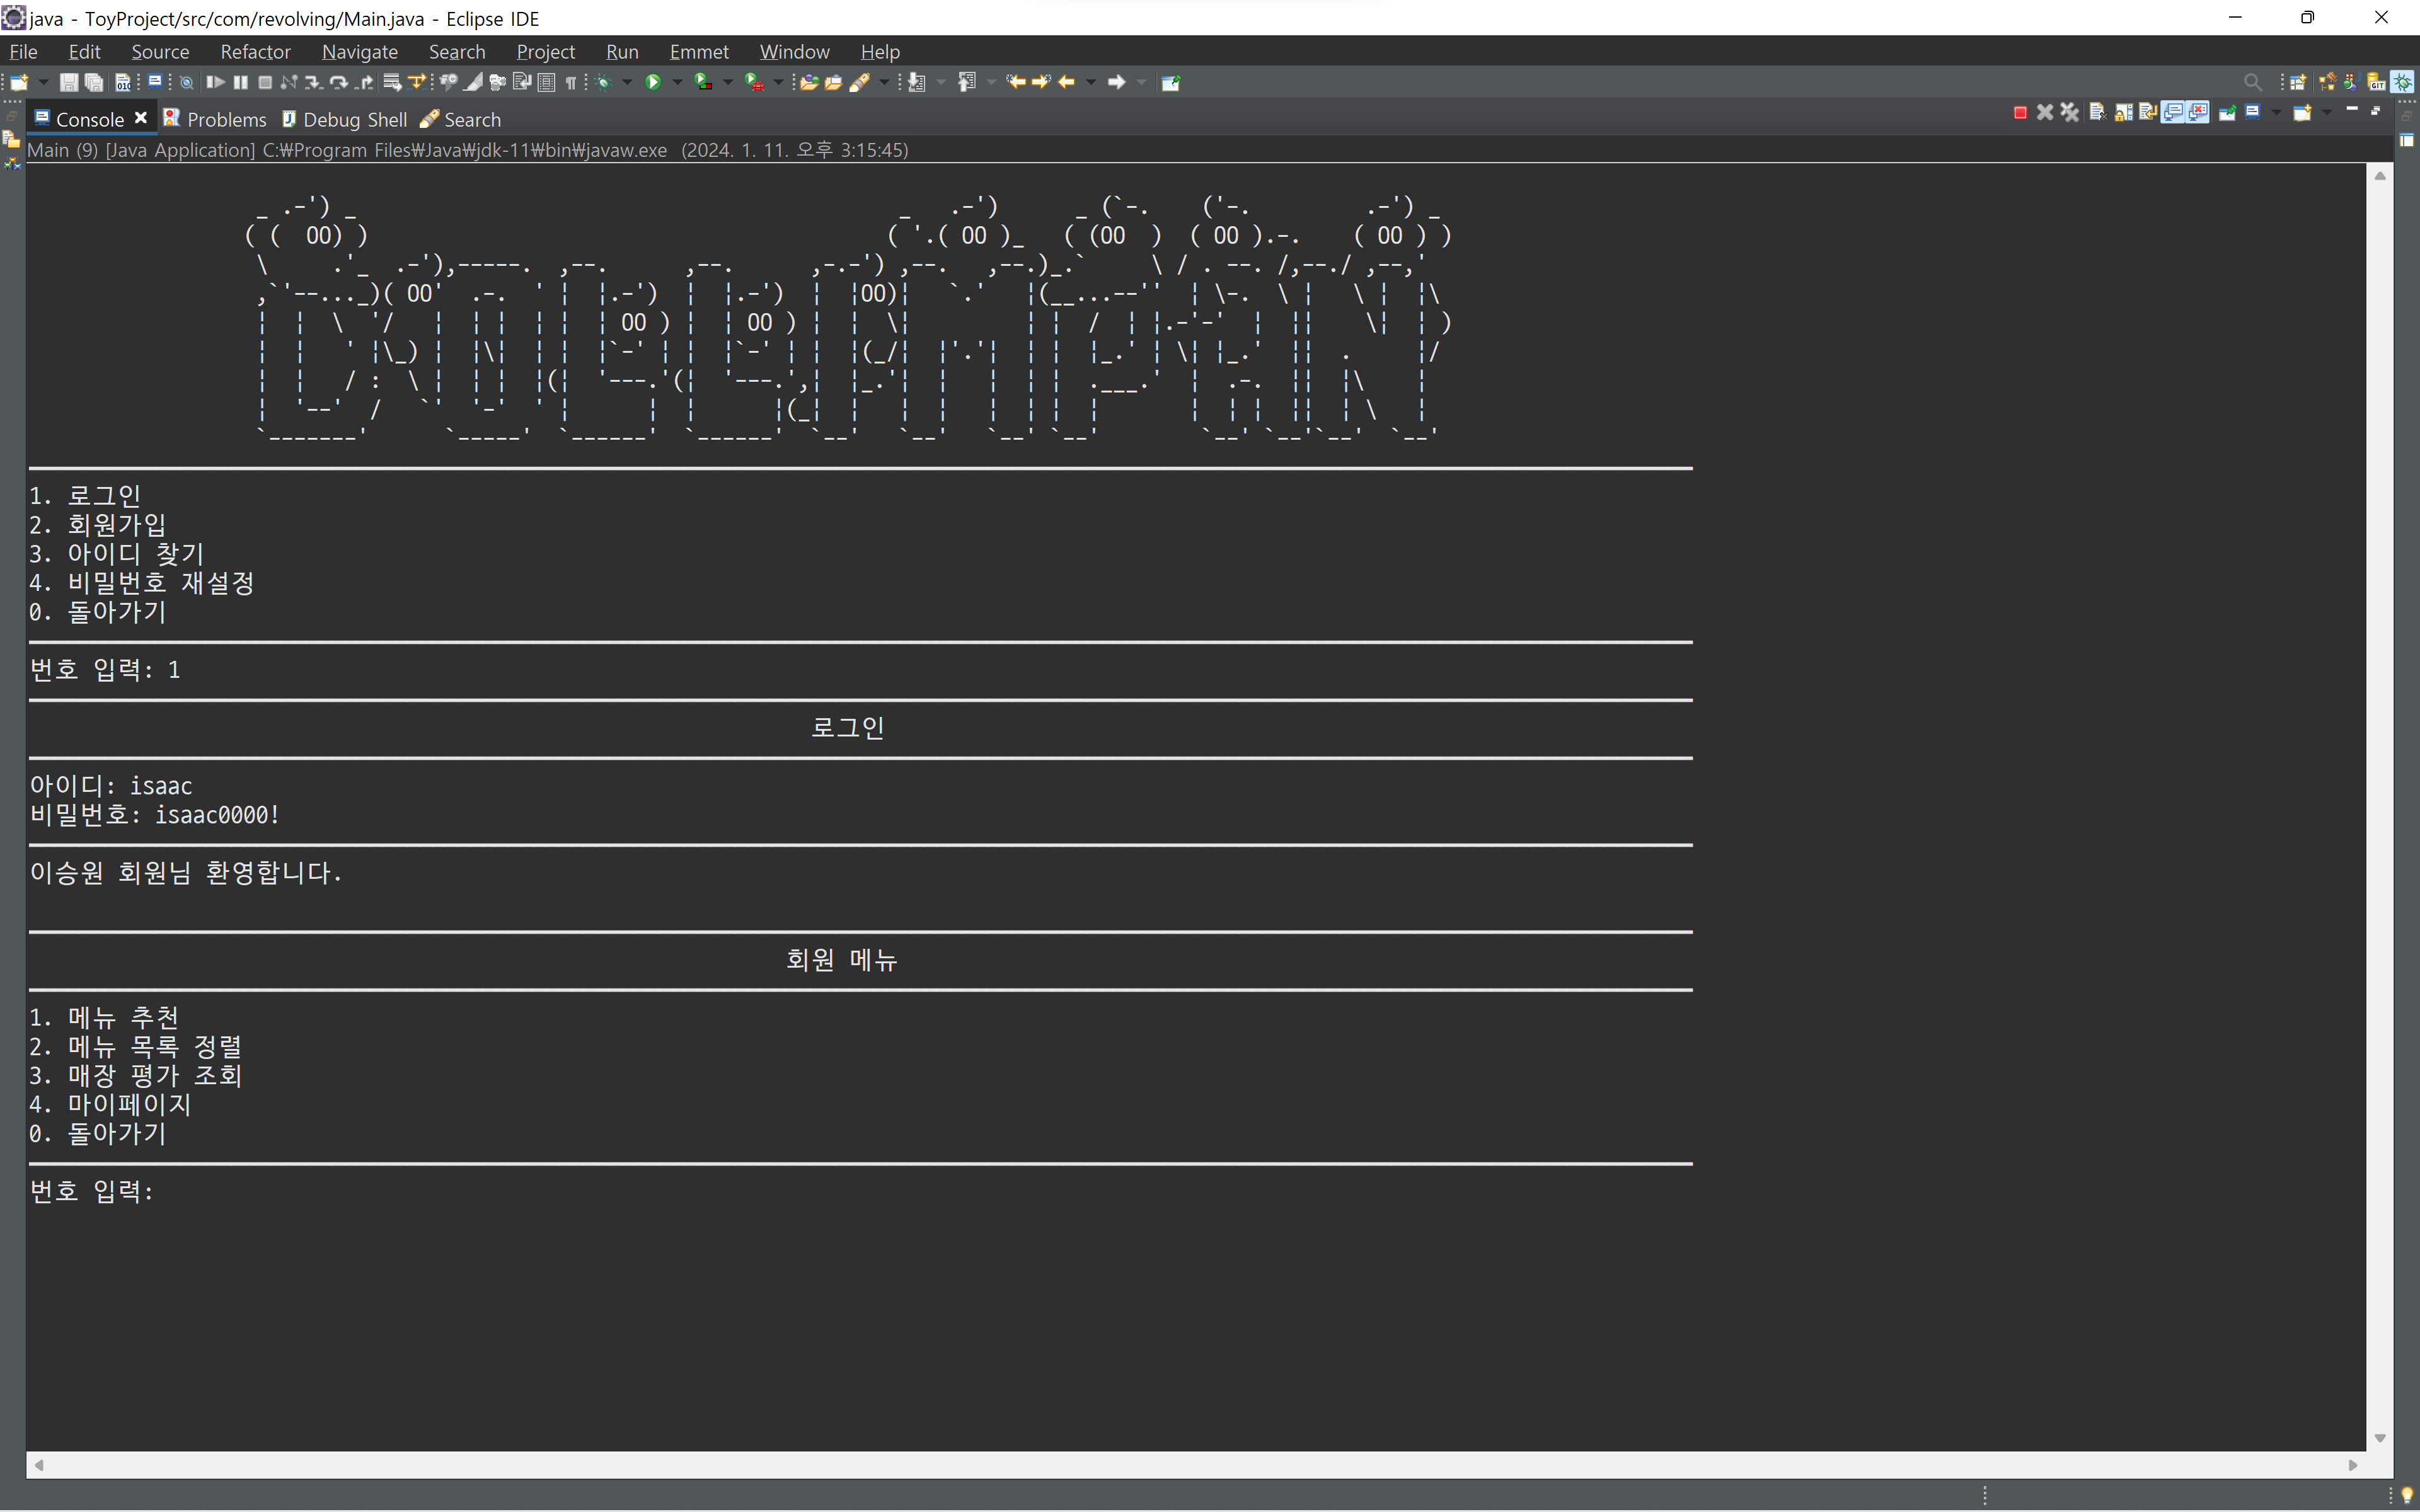 java - ToyProject/src/com/revolving/Main.java - Eclipse IDE
File Edit Source Refactor Navigate Search Project Run Emmet Window Help
Console Problems Debug Shell Search
Main (9) [Java Application] C:₩Program Files₩Java₩jdk-11₩bin₩javaw.exe (2024. 1. 11. 오후 3:15:45)
DOLLIMPAN
1. 로그인
2. 회원가입
3. 아이디 찾기
4. 비밀번호 재설정
0. 돌아가기
번호 입력: 1
로그인
아이디: isaac
비밀번호: isaac0000!
이승원 회원님 환영합니다.
회원 메뉴
1. 메뉴 추천
2. 메뉴 목록 정렬
3. 매장 평가 조회
4. 마이페이지
0. 돌아가기
번호 입력: